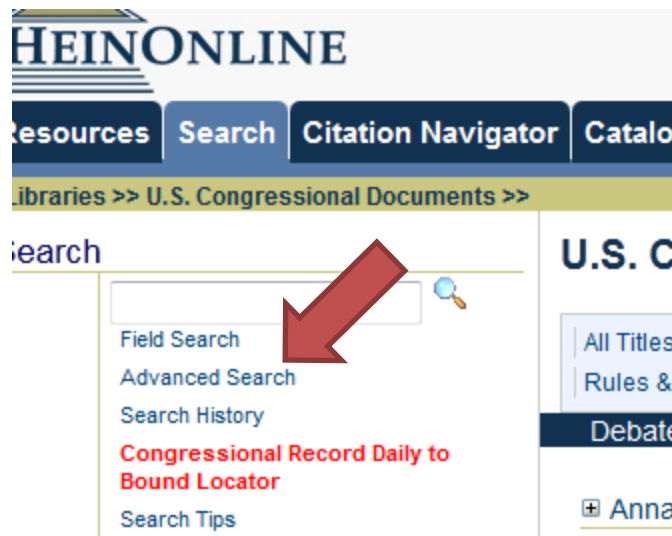 HEINONLINE
Resources Search Citation Navigator Catalo
Libraries >> U.S. Congressional Documents >>
Search
U.S. C
Field Search
All Titles
Advanced Search
Rules &
Search History
Debate
Congressional Record Daily to
Bound Locator
Search Tips
Anna